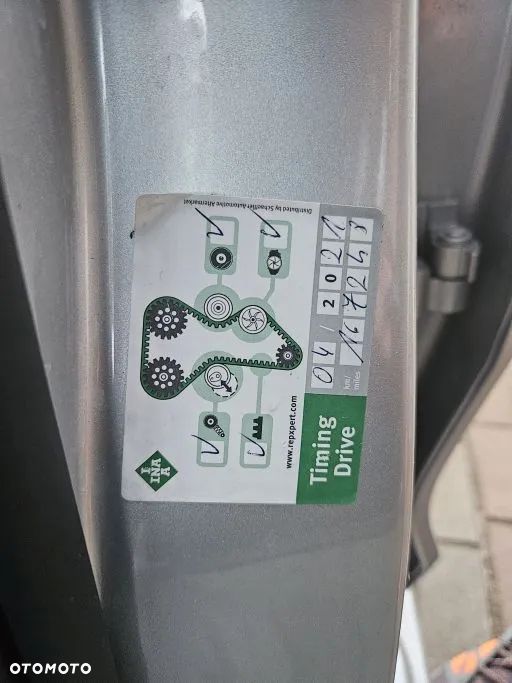 L
INA
A
Distributed by Schaeffler Automotive Aftermarket
www.repxpert.com
Timing
Drive
04 / 2021
km/
miles
OTOMOTO